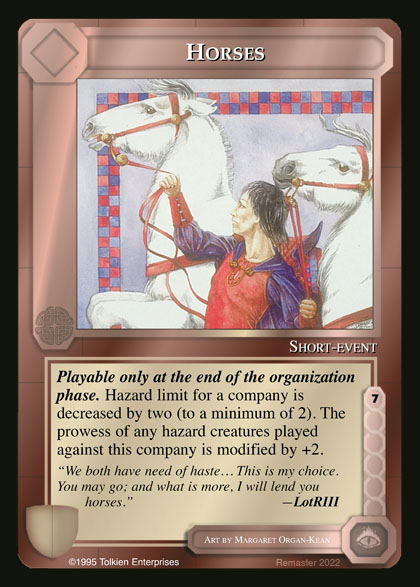 HORSES
SHORT-EVENT
Playable only at the end of the organization
phase. Hazard limit for a company is
decreased by two (to a minimum of 2). The
prowess of any hazard creatures played
against this company is modified by +2.
7
“We both have need of haste… This is my choice.
You may go; and what is more, I will lend you
horses.” —LotRIII
ART BY MARGARET ORGAN-KEAN
©1995 Tolkien Enterprises Remaster 2022